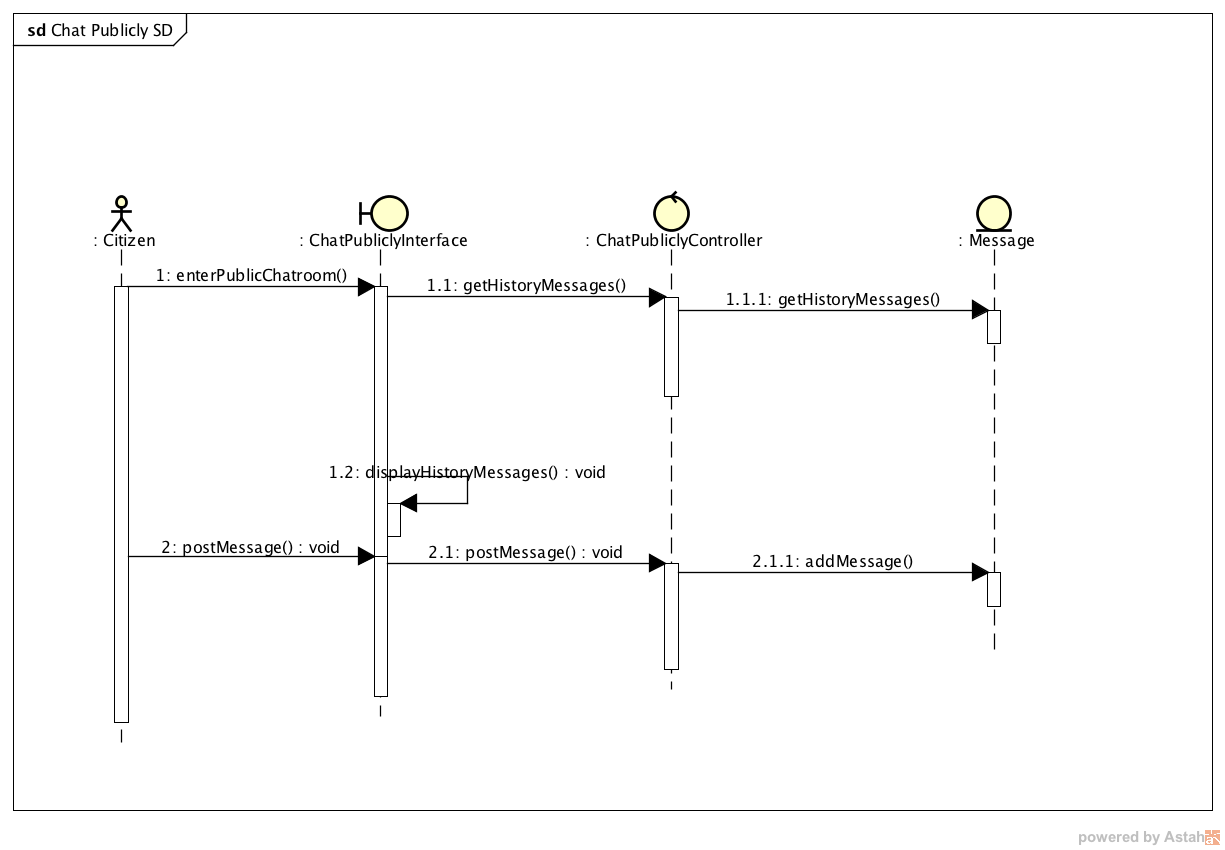 sd Chat Publicly SD
: Citizen
: ChatPubliclyInterface
: ChatPubliclyController
: Message
1: enterPublicChatroom()
1.1: getHistoryMessages()
1.1.1: getHistoryMessages()
1.2: displayHistoryMessages() : void
2: postMessage() : void
2.1: postMessage() : void
2.1.1: addMessage()
powered by Astah